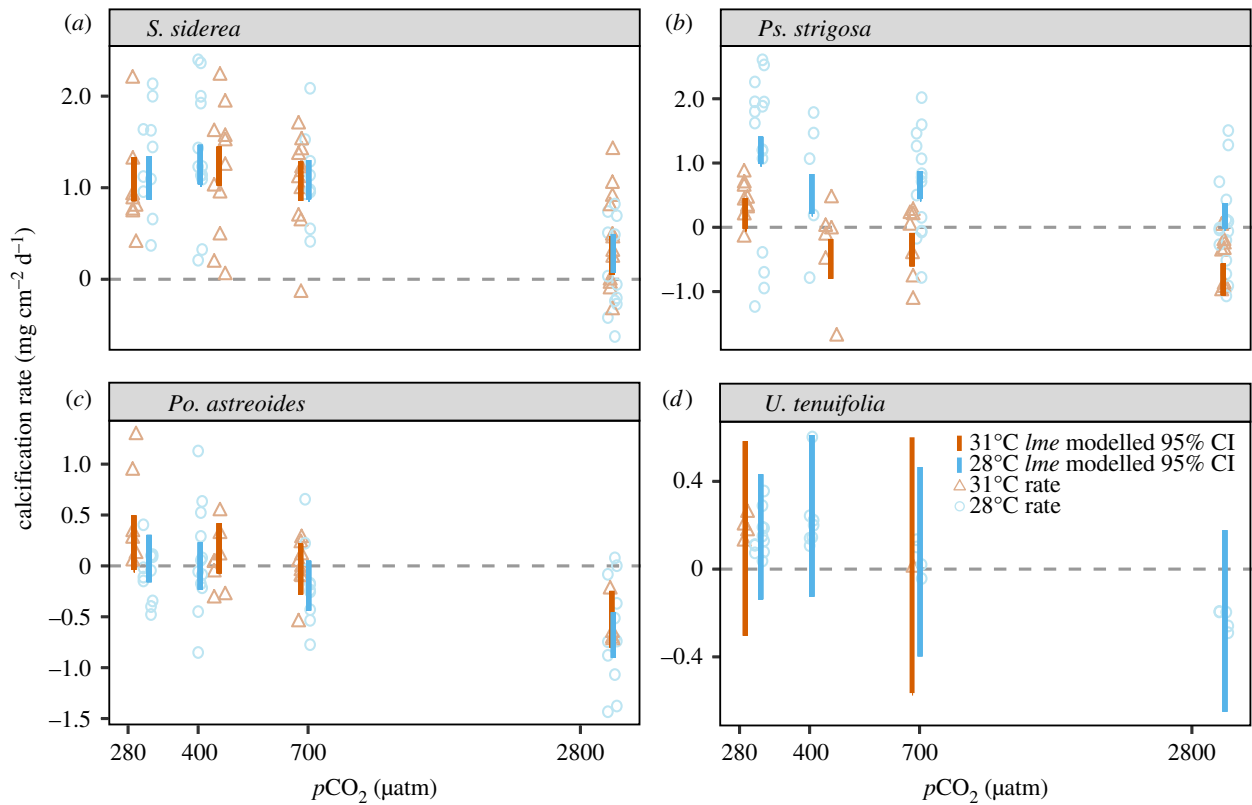 (a) S. siderea
(b) Ps. strigosa
2.0
1.0
0
2.0
1.0
0
–1.0
calcification rate (mg cm⁻² d⁻¹)
(c) Po. astreoides
(d) U. tenuifolia
1.0
0.5
0
–0.5
–1.0
–1.5
0.4
0
–0.4
31°C lme modelled 95% CI
28°C lme modelled 95% CI
31°C rate
28°C rate
280 400 700 2800
280 400 700 2800
pCO₂ (µatm)
pCO₂ (µatm)